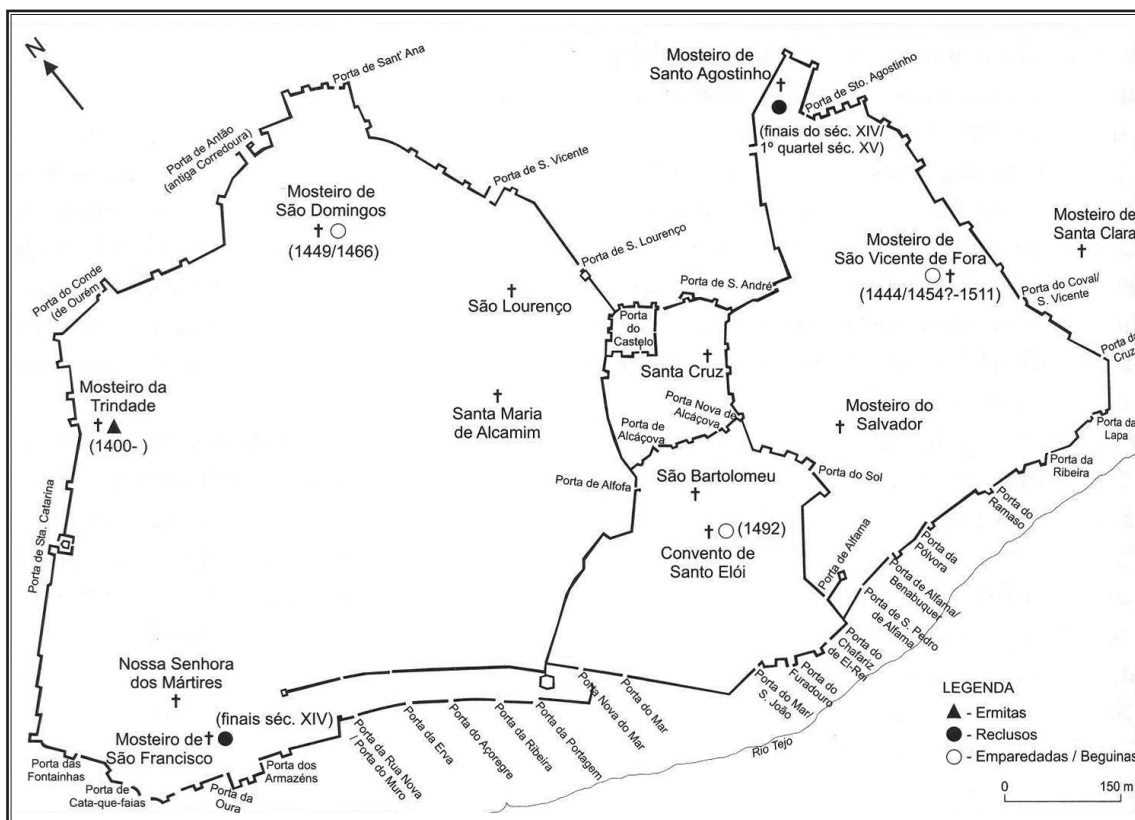 N
Porta de Sant' Ana
Mosteiro de
Santo Agostinho
Porta de Sto. Agostinho
(finais do séc. XIV/
1º quartel séc. XV)
Porta de Antão
(antiga Corredoura)
Porta de S. Vicente
Mosteiro de
São Domingos
(1449/1466)
Mosteiro de
Santa Clara
Mosteiro de
São Vicente de Fora
(1444/1454?-1511)
Porta de S. Lourenço
Porta do Conde
(de Ourém)
Porta de S. André
Porta do Coval/
S. Vicente
São Lourenço
Porta
do
Castelo
Porta da
Cruz
Santa Cruz
Mosteiro da
Trindade
(1400- )
Santa Maria
de Alcamim
Porta Nova de
Alcáçova
Porta de
Alcáçova
Mosteiro do
Salvador
Porta da
Lapa
Porta da
Ribeira
Porta de Alfofa
São Bartolomeu
Porta do Sol
Porta do
Ramaso
Porta de Sta. Catarina
(1492)
Convento de
Santo Elói
Porta de Alfama
Porta da
Pólvora
Porta de Alfama/
Benabuquer
Porta de S. Pedro
de Alfama/
Porta do
Chafariz
de El-Rei
Porta do
Furadouro
Porta do Mar/
S. João
Nossa Senhora
dos Mártires
(finais séc. XIV)
Mosteiro de
São Francisco
Porta do Mar
Porta Nova do Mar
Porta da Portagem
Porta da Ribeira
Porta do Açoregre
Porta da Erva
Porta da Rua Nova
/ Porta do Muro
Porta dos
Armazéns
Porta da
Oura
Porta de
Cata-que-faias
Porta das
Fontainhas
Rio Tejo
LEGENDA
- Ermitas
- Reclusos
- Emparedadas / Beguinas
0 150 m